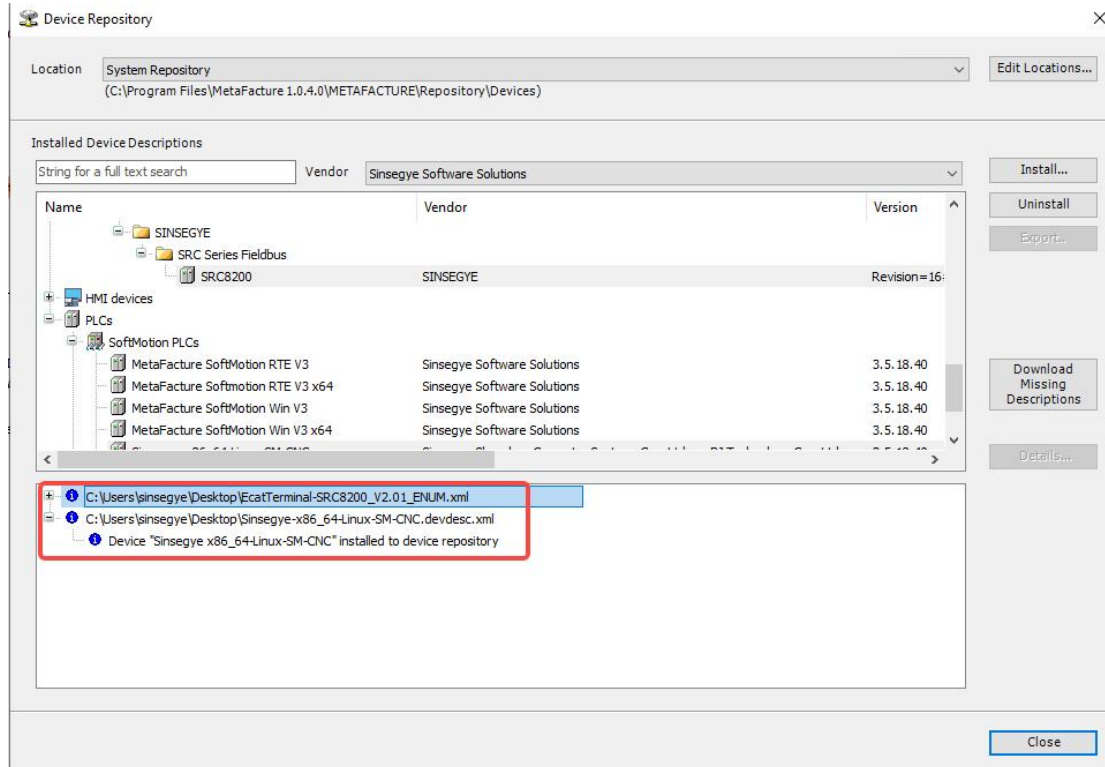 Device Repository
Location System Repository Edit Locations...
(C:\Program Files\MetaFacture 1.0.4.0\METAFACTURE\Repository\Devices)
Installed Device Descriptions
String for a full text search Vendor Sinsegye Software Solutions Install...
Name Vendor Version Uninstall
SINSEGYE Export...
SRC Series Fieldbus
SRC8200 SINSEGYE Revision=16
HMI devices
PLCs
SoftMotion PLCs
MetaFacture SoftMotion RTE V3 Sinsegye Software Solutions 3.5.18.40
MetaFacture Softmotion RTE V3 x64 Sinsegye Software Solutions 3.5.18.40
MetaFacture SoftMotion Win V3 Sinsegye Software Solutions 3.5.18.40
MetaFacture SoftMotion Win V3 x64 Sinsegye Software Solutions 3.5.18.40
Download
Missing
Descriptions
Details...
C:\Users\sinsegye\Desktop\EcatTerminal-SRC8200_V2.01_ENUM.xml
C:\Users\sinsegye\Desktop\Sinsegye-x86_64-Linux-SM-CNC.devdesc.xml
Device "Sinsegye x86_64-Linux-SM-CNC" installed to device repository
Close